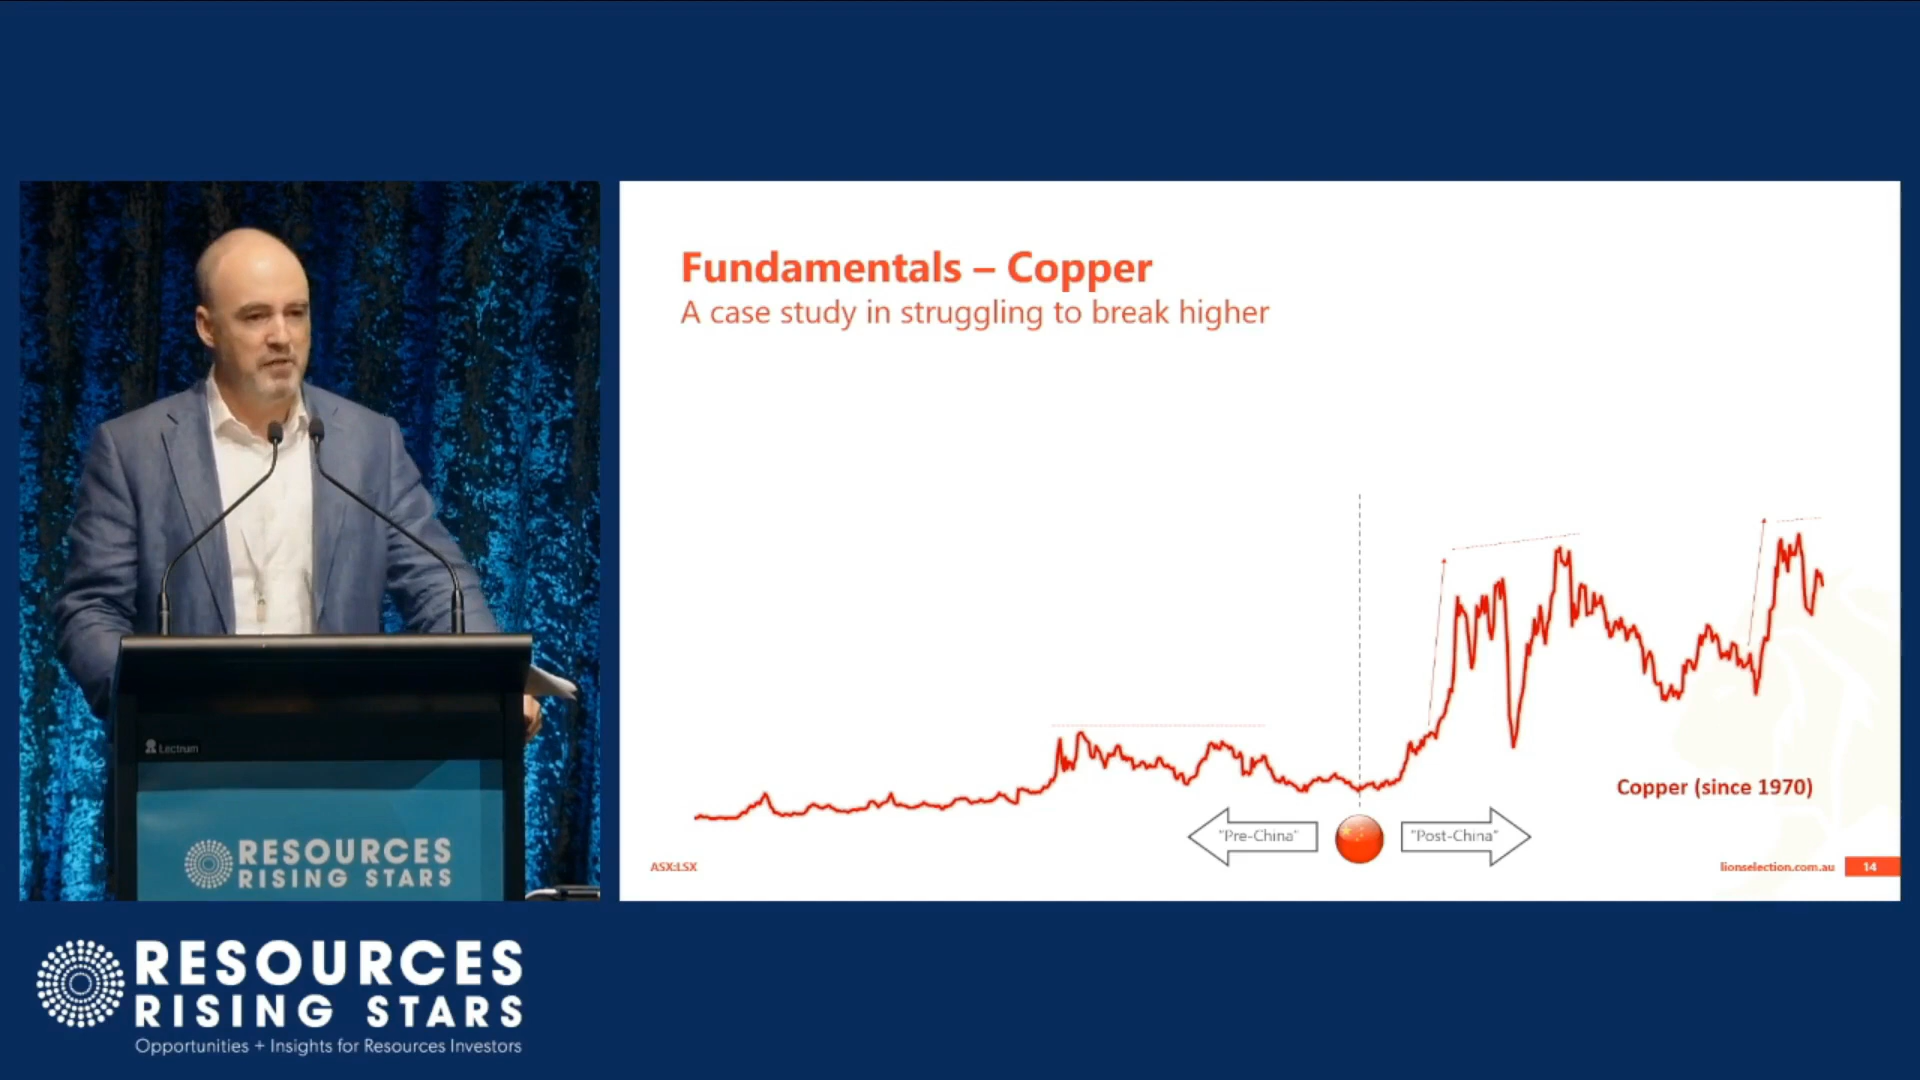 Fundamentals – Copper
A case study in struggling to break higher
Copper (since 1970)
"Pre-China"
"Post-China"
ASX:LSX
lionselection.com.au
14
Lectrum
RESOURCES
RISING STARS
RESOURCES
RISING STARS
Opportunities + Insights for Resources Investors